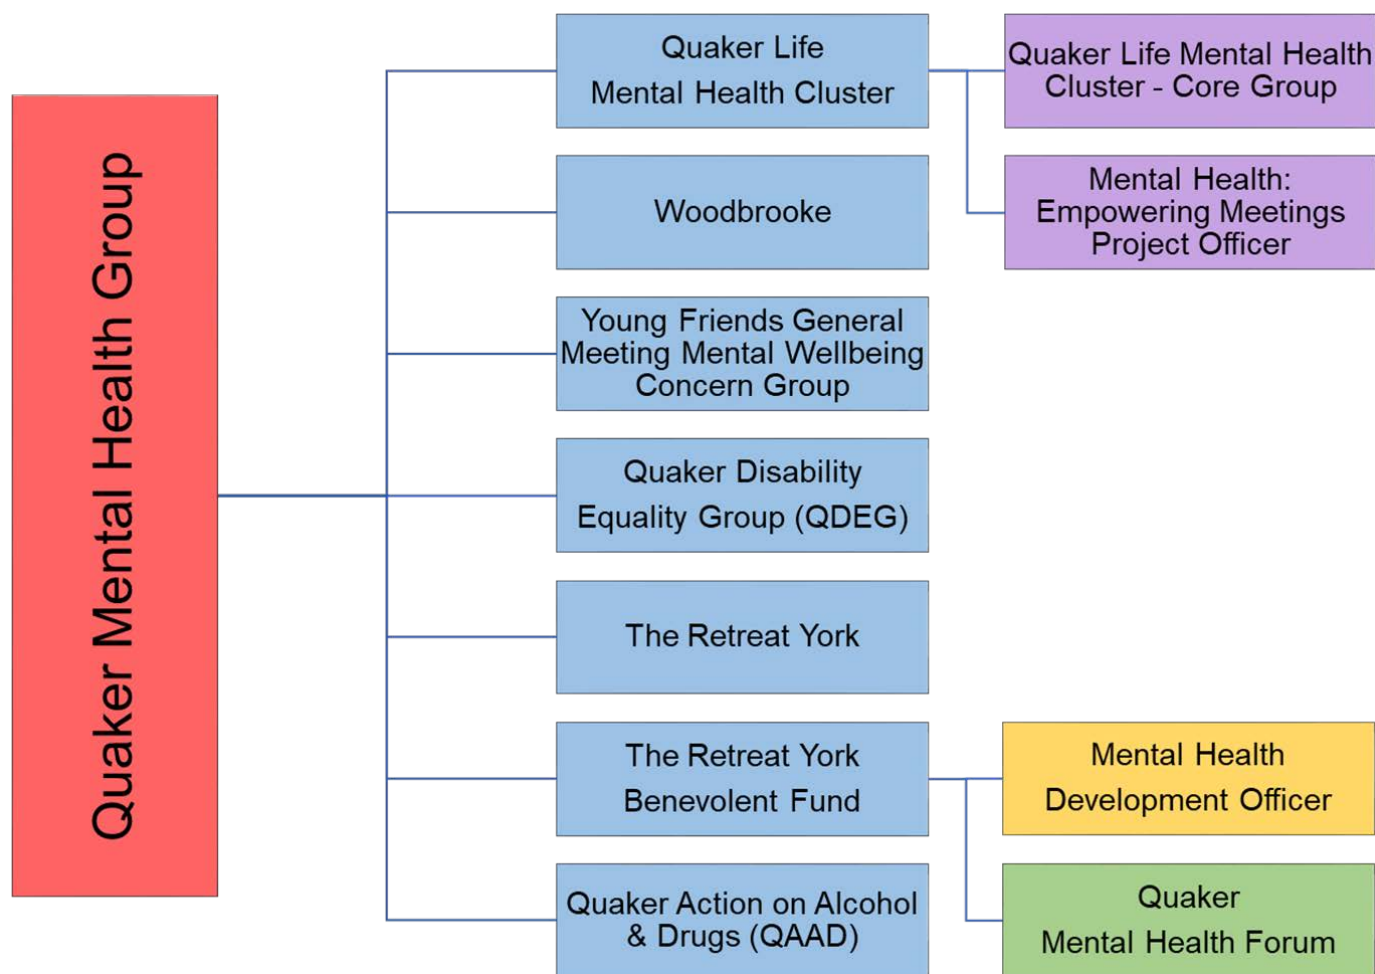 Quaker Mental Health Group
Quaker Life
Mental Health Cluster
Quaker Life Mental Health
Cluster - Core Group
Mental Health:
Empowering Meetings
Project Officer
Woodbrooke
Young Friends General
Meeting Mental Wellbeing
Concern Group
Quaker Disability
Equality Group (QDEG)
The Retreat York
The Retreat York
Benevolent Fund
Mental Health
Development Officer
Quaker
Mental Health Forum
Quaker Action on Alcohol
& Drugs (QAAD)